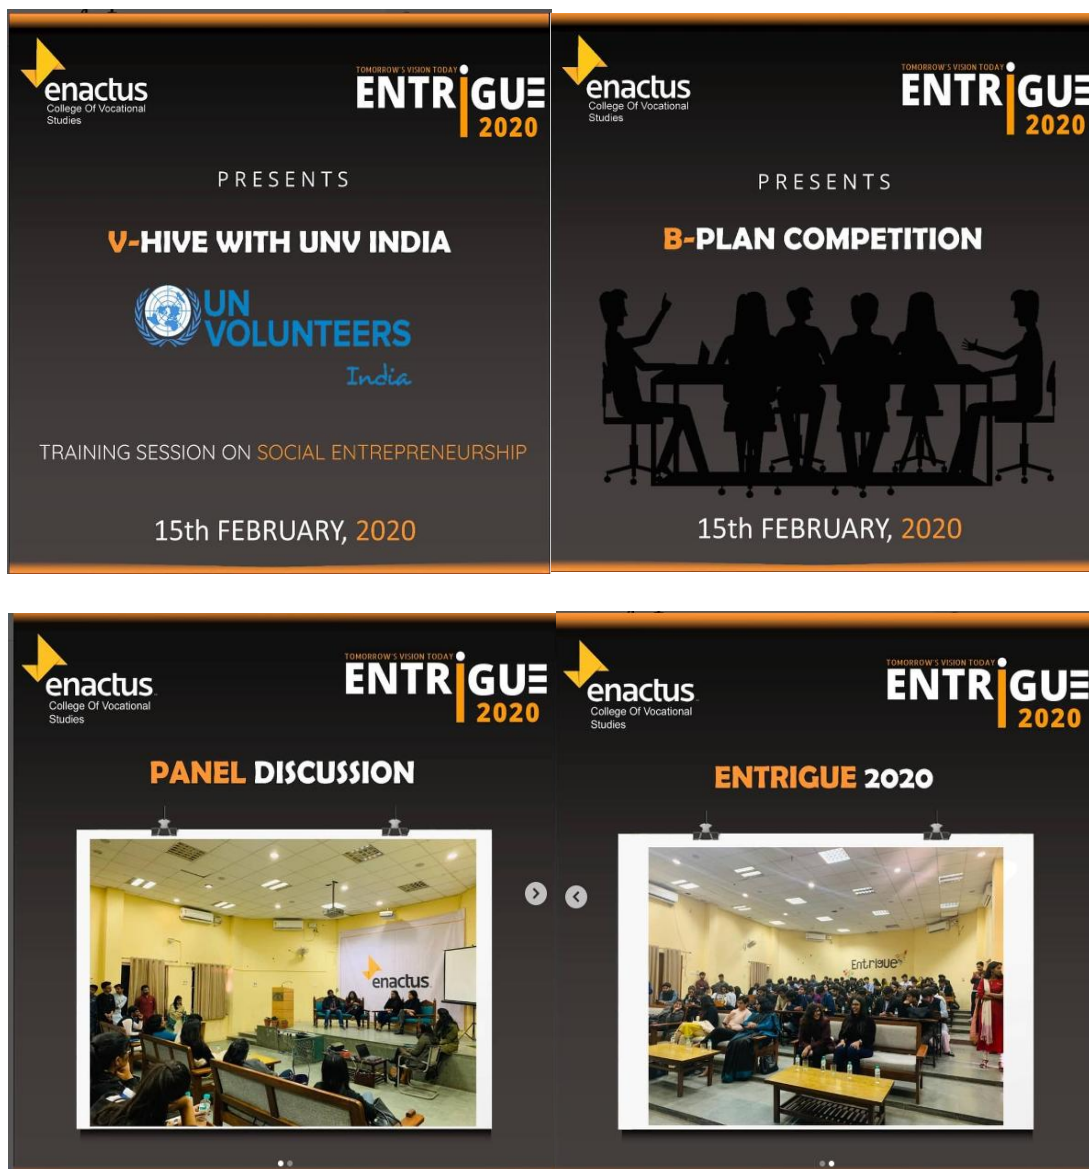 enactus
College Of Vocational
Studies
TOMORROW'S VISION TODAY
ENTRIGUE
2020
PRESENTS
V-HIVE WITH UNV INDIA
UN
VOLUNTEERS
India
TRAINING SESSION ON SOCIAL ENTREPRENEURSHIP
15th FEBRUARY, 2020
enactus
College Of Vocational
Studies
TOMORROW'S VISION TODAY
ENTRIGUE
2020
PRESENTS
B-PLAN COMPETITION
15th FEBRUARY, 2020
enactus
College Of Vocational
Studies
TOMORROW'S VISION TODAY
ENTRIGUE
2020
PANEL DISCUSSION
enactus
enactus
College Of Vocational
Studies
TOMORROW'S VISION TODAY
ENTRIGUE
2020
ENTRIGUE 2020
Entrigue